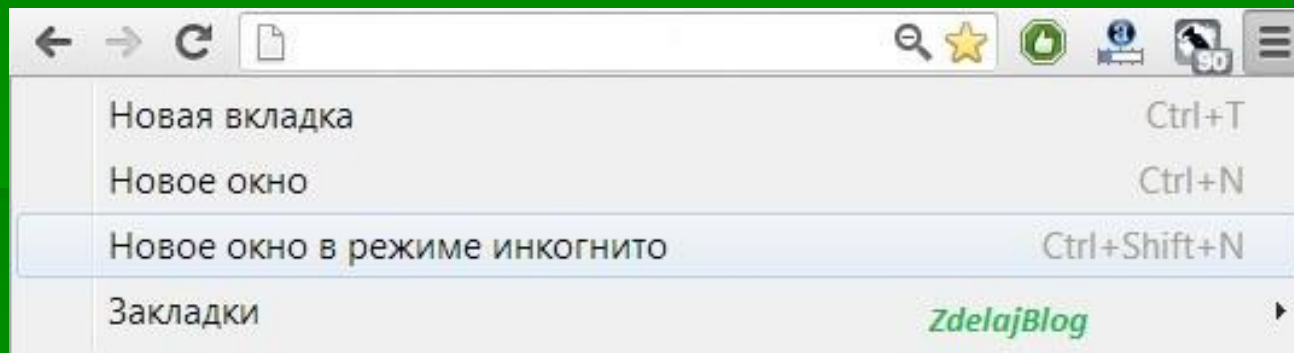 90
Новая вкладка Ctrl+T
Новое окно Ctrl+N
Новое окно в режиме инкогнито Ctrl+Shift+N
Закладки ZdelajBlog